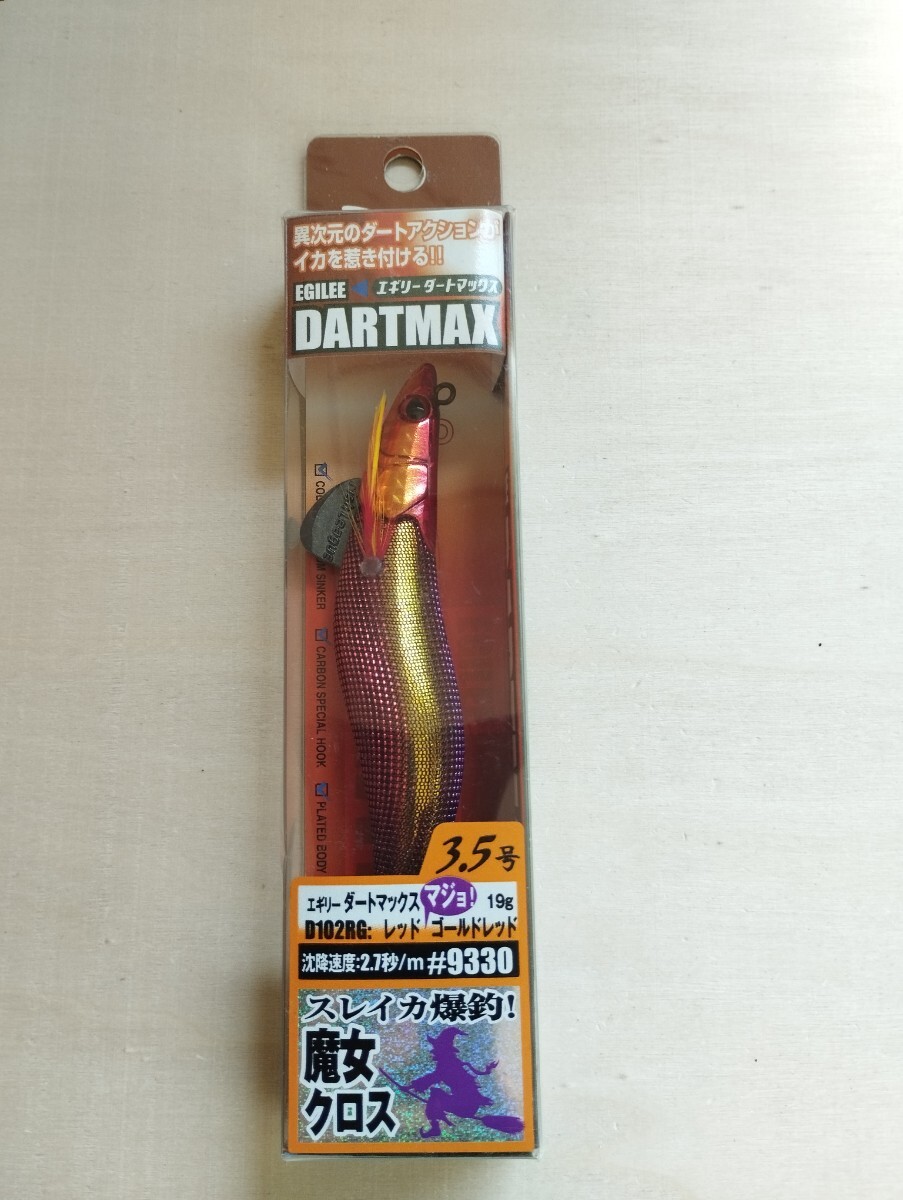 異次元のダートアクションが
イカを惹き付ける!!
EGILEE エギリーダートマックス
DARTMAX
SINKER
CARBON SPECIAL HOOK
PLATED BODY
3.5号
エギリー ダートマックス マジョ! 19g
D102RG: レッド ゴールドレッド
沈降速度:2.7秒/m #9330
スレイカ爆釣!
魔女
クロス